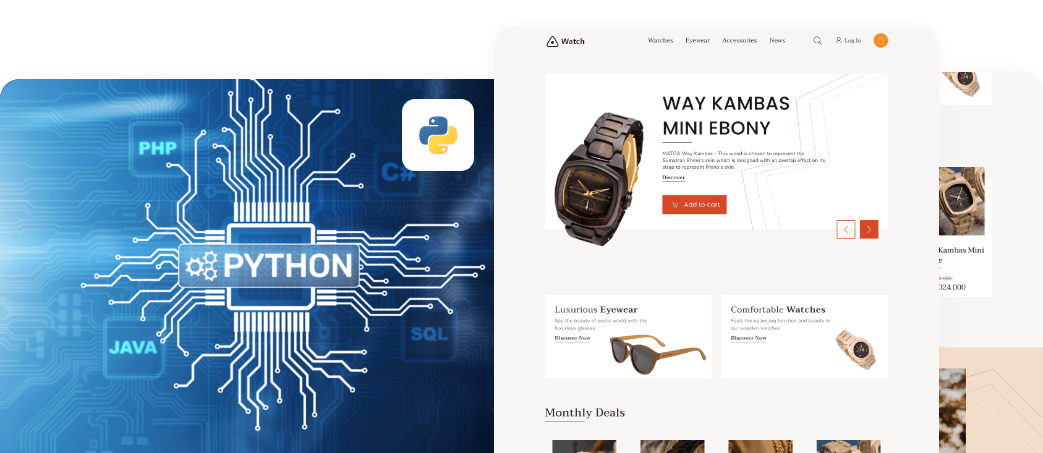 PHP
C#
PYTHON
JAVA
SQL
Watch
Watches Eyewear Accessories News
Log In
WAY KAMBAS
MINI EBONY
MATOA Way Kambas - This wood is chosen to represent the
Sumatran Rhino's skin which is designed with an overlap effect on its
strap to represent Rhino's skin.
Discover
Add to cart
Luxurious Eyewear
See the beauty of exotic world with the
luxurious glasses
Discover Now
Comfortable Watches
Feels the balancing function and beauty in
our wooden watches
Discover Now
Monthly Deals
Kambas Mini
024.000